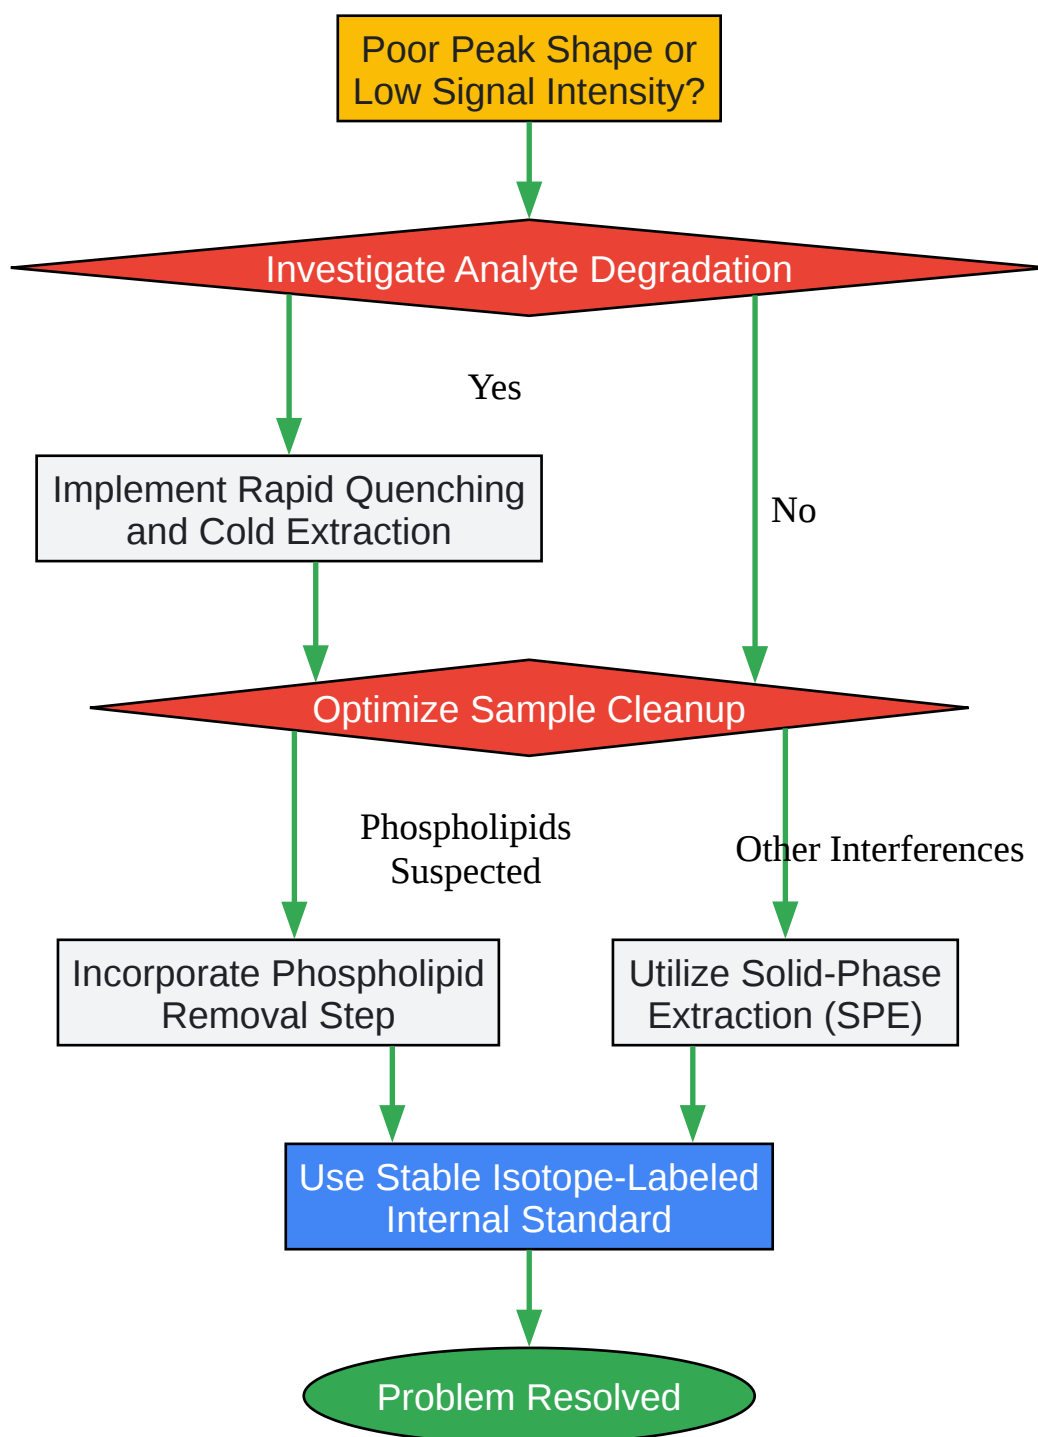 Poor Peak Shape or
Low Signal Intensity?
Investigate Analyte Degradation
Yes
Implement Rapid Quenching
and Cold Extraction
No
Optimize Sample Cleanup
Phospholipids
Suspected
Other Interferences
Incorporate Phospholipid
Removal Step
Utilize Solid-Phase
Extraction (SPE)
Use Stable Isotope-Labeled
Internal Standard
Problem Resolved